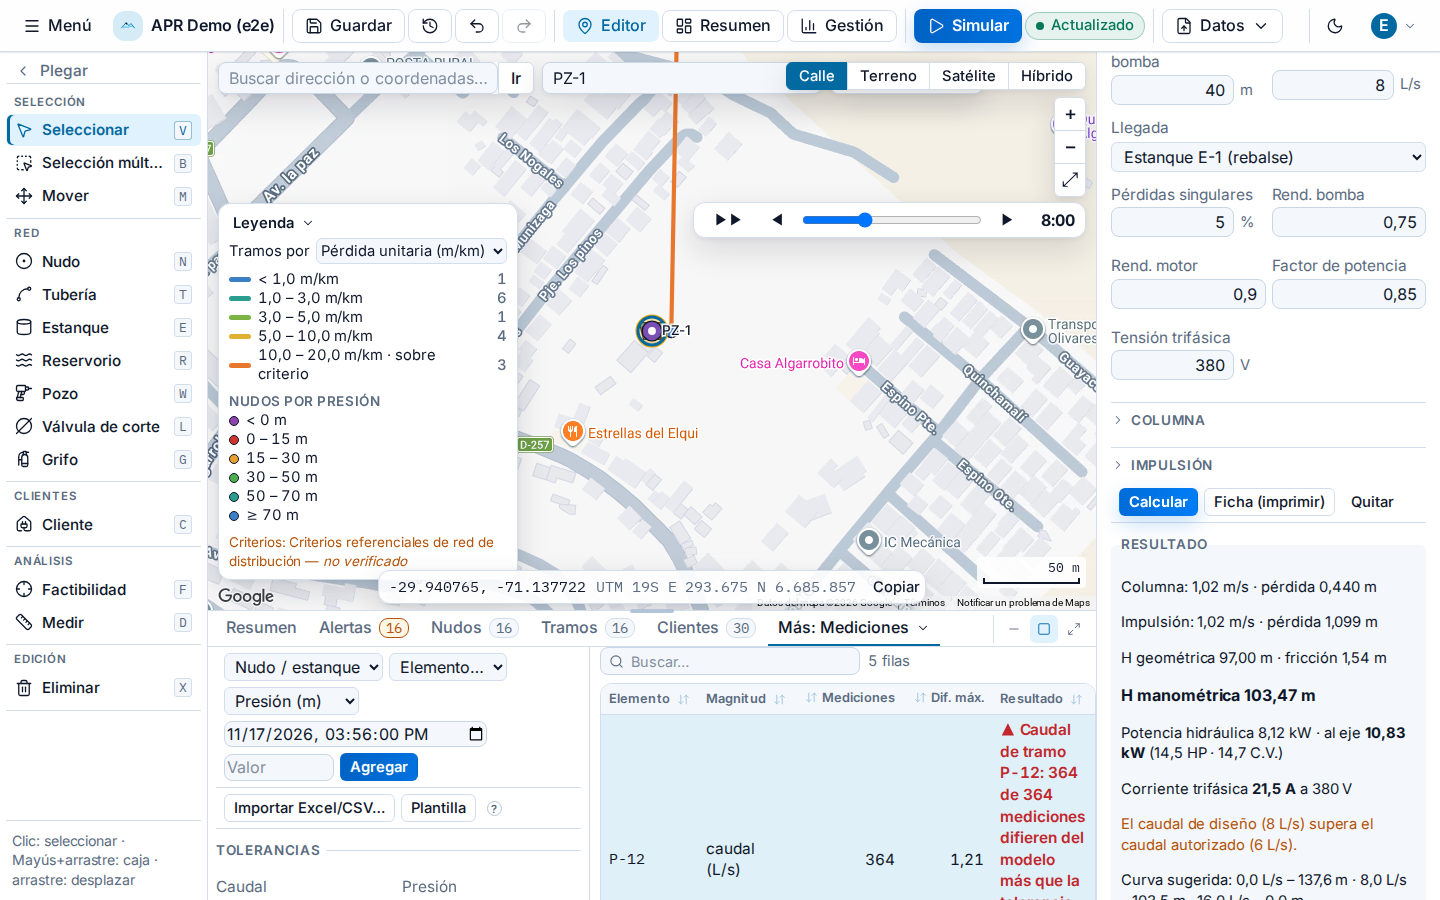 Menú
APR Demo (e2e)
Guardar
Editor
Resumen
Gestión
Simular
Actualizado
Datos
E
Plegar
SELECCIÓN
Seleccionar V
Selección múlt... B
Mover M
RED
Nudo N
Tubería T
Estanque E
Reservorio R
Pozo W
Válvula de corte L
Grifo G
CLIENTES
Cliente C
ANÁLISIS
Factibilidad F
Medir D
EDICIÓN
Eliminar X
Clic: seleccionar ·
Mayús+arrastre: caja ·
arrastre: desplazar
Buscar dirección o coordenadas...
Ir
PZ-1
Calle
Terreno
Satélite
Híbrido
+
−
8:00
Av. la paz
Los Nogales
Pje. Los pinos
PZ-1
Casa Algarrobito
Estrellas del Elqui
D-257
Transpo
Olivares
Guayac
Quinchamalí
Espino Pte.
Espino Ote.
IC Mecánica
50 m
Google
Términos
Notificar un problema de Maps
Leyenda
Tramos por Pérdida unitaria (m/km)
< 1,0 m/km 1
1,0 – 3,0 m/km 6
3,0 – 5,0 m/km 1
5,0 – 10,0 m/km 4
10,0 – 20,0 m/km · sobre
criterio 3
NUDOS POR PRESIÓN
< 0 m
0 – 15 m
15 – 30 m
30 – 50 m
50 – 70 m
≥ 70 m
Criterios: Criterios referenciales de red de
distribución — no verificado
-29.940765, -71.137722 UTM 19S E 293.675 N 6.685.857 Copiar
Resumen
Alertas 16
Nudos 16
Tramos 16
Clientes 30
Más: Mediciones
Nudo / estanque
Elemento...
Presión (m)
11/17/2026, 03:56:00 PM
Valor
Agregar
Importar Excel/CSV...
Plantilla
?
TOLERANCIAS
Caudal Presión
Buscar...
5 filas
Elemento Magnitud Mediciones Dif. máx. Resultado
P-12 caudal (L/s) 364 1,21
▲ Caudal
de tramo
P-12: 364
de 364
mediciones
difieren del
modelo
más que la
bomba
40 m
8 L/s
Llegada
Estanque E-1 (rebalse)
Pérdidas singulares Rend. bomba
5 % 0,75
Rend. motor Factor de potencia
0,9 0,85
Tensión trifásica
380 V
COLUMNA
IMPULSIÓN
Calcular
Ficha (imprimir)
Quitar
RESULTADO
Columna: 1,02 m/s · pérdida 0,440 m
Impulsión: 1,02 m/s · pérdida 1,099 m
H geométrica 97,00 m · fricción 1,54 m
H manométrica 103,47 m
Potencia hidráulica 8,12 kW · al eje 10,83
kW (14,5 HP · 14,7 C.V.)
Corriente trifásica 21,5 A a 380 V
El caudal de diseño (8 L/s) supera el
caudal autorizado (6 L/s).
Curva sugerida: 0,0 L/s – 137,6 m · 8,0 L/s